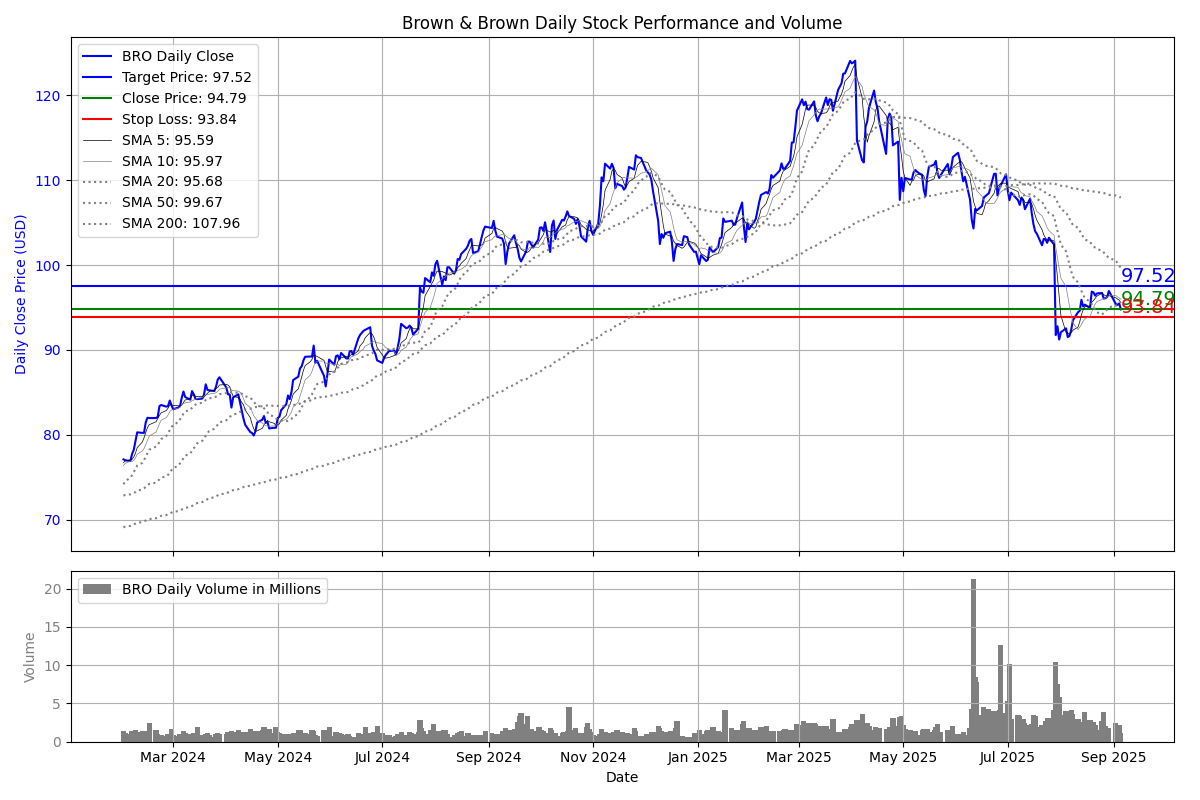 Brown & Brown Daily Stock Performance and Volume
Daily Close Price (USD)
120
110
100
90
80
70
BRO Daily Close
Target Price: 97.52
Close Price: 94.79
Stop Loss: 93.84
SMA 5: 95.59
SMA 10: 95.97
SMA 20: 95.68
SMA 50: 99.67
SMA 200: 107.96
97.52
94.79
93.84
Volume
20
15
10
5
0
BRO Daily Volume in Millions
Mar 2024 May 2024 Jul 2024 Sep 2024 Nov 2024 Jan 2025 Mar 2025 May 2025 Jul 2025 Sep 2025
Date